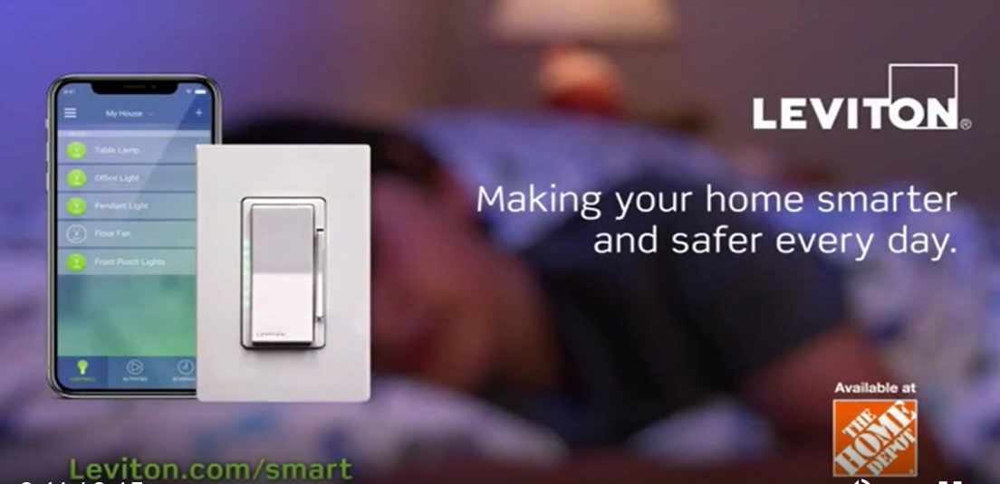 My House
Table Lamp
Office Light
Pendant Light
Floor Fan
Front Porch Lights
LEVITON
LEVITON®
Making your home smarter
and safer every day.
Available at
THE
HOME
DEPOT
Leviton.com/smart